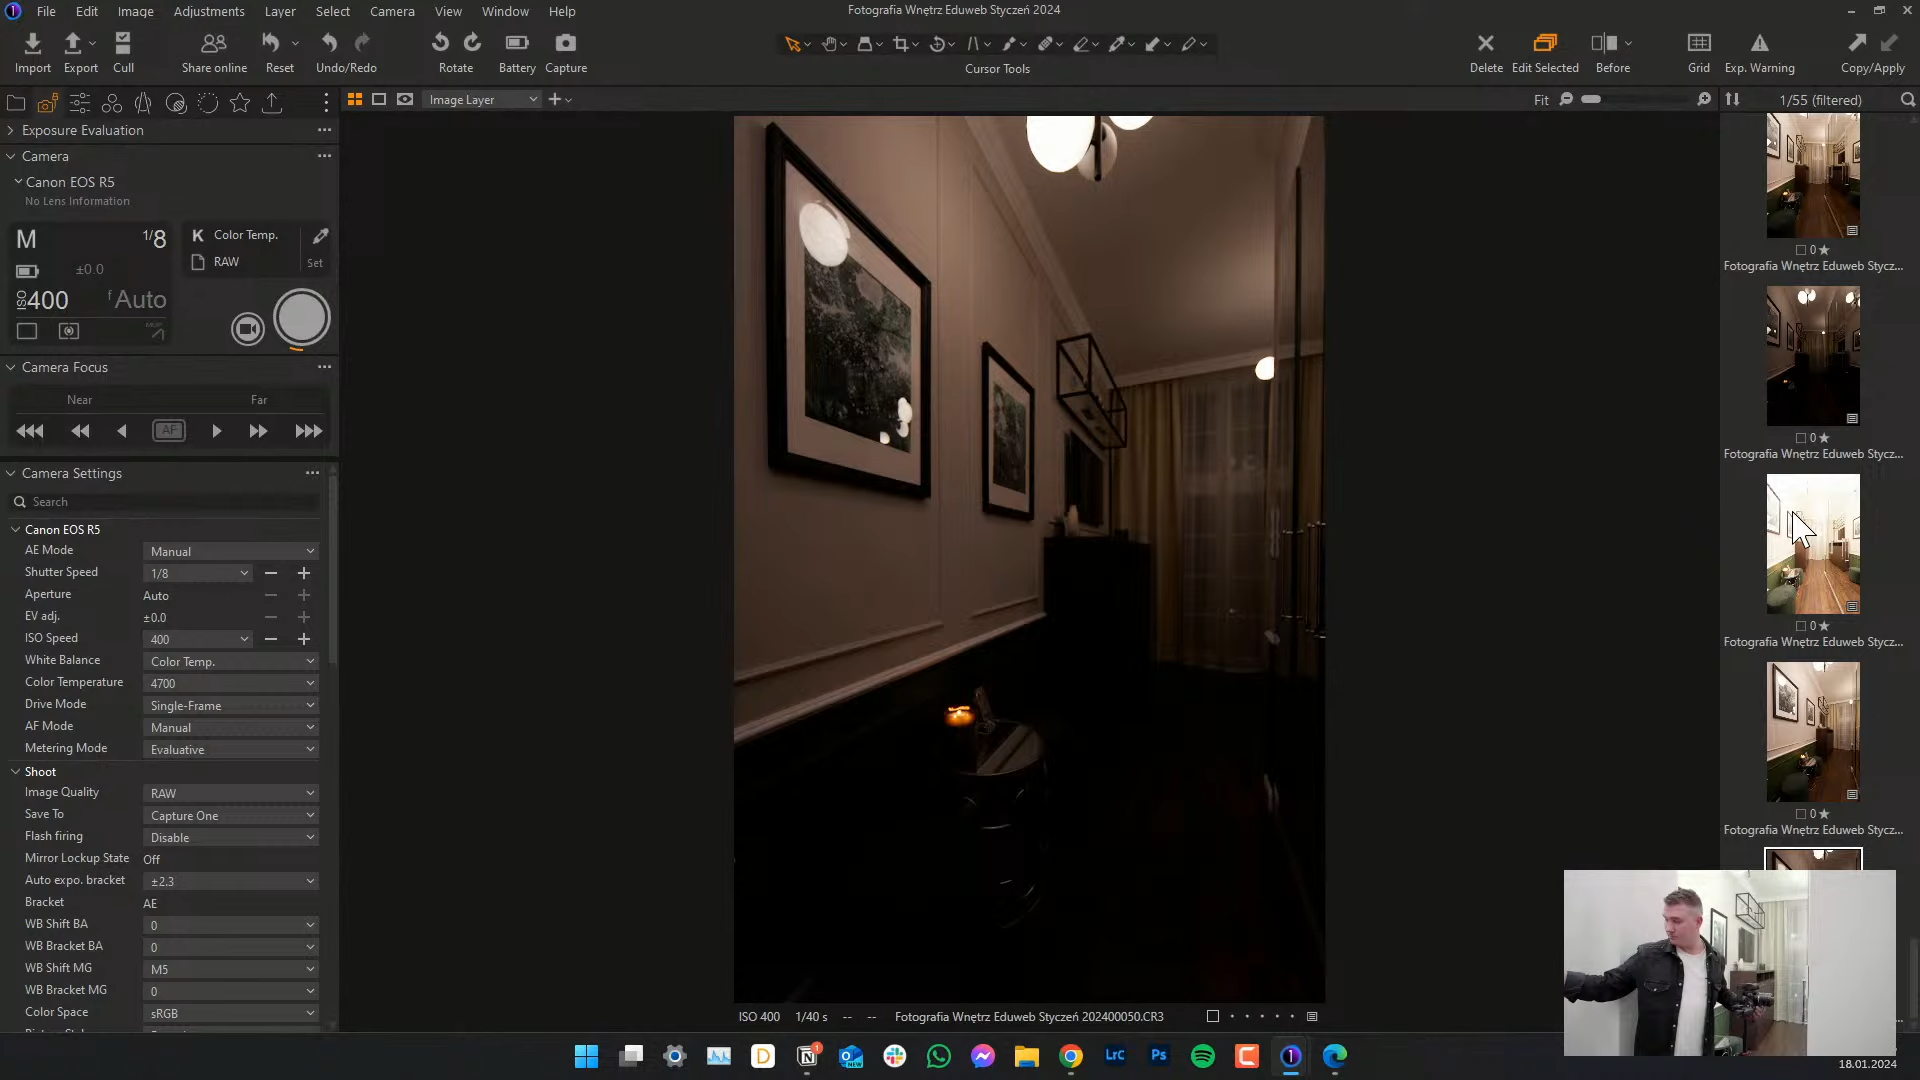 File Edit Image Adjustments Layer Select Camera View Window Help
Fotografia Wnętrz Eduweb Styczeń 2024
Import Export Cull Share online Reset Undo/Redo Rotate Battery Capture
Cursor Tools
Delete Edit Selected Before Grid Exp. Warning Copy/Apply
Image Layer
Fit
1/55 (filtered)
Exposure Evaluation
Camera
Canon EOS R5
No Lens Information
M 1/8
±0.0
ISO 400 f Auto
K Color Temp.
RAW
Set
Camera Focus
Near Far
AF
Camera Settings
Search
Canon EOS R5
AE Mode Manual
Shutter Speed 1/8
Aperture Auto
EV adj. ±0.0
ISO Speed 400
White Balance Color Temp.
Color Temperature 4700
Drive Mode Single-Frame
AF Mode Manual
Metering Mode Evaluative
Shoot
Image Quality RAW
Save To Capture One
Flash firing Disable
Mirror Lockup State Off
Auto expo. bracket ±2.3
Bracket AE
WB Shift BA 0
WB Bracket BA 0
WB Shift MG M5
WB Bracket MG 0
Color Space sRGB
ISO 400 1/40 s -- -- Fotografia Wnętrz Eduweb Styczeń 202400050.CR3
0
Fotografia Wnętrz Eduweb Stycz...
0
Fotografia Wnętrz Eduweb Stycz...
0
Fotografia Wnętrz Eduweb Stycz...
0
Fotografia Wnętrz Eduweb Stycz...
D
N 1
NEW
LrC
Ps
C
1
18.01.2024